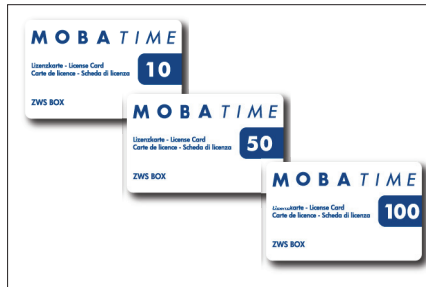 MOBATIME
Lizenzkarte - License Card
Carte de licence - Scheda di licenza
10
ZWS BOX
MOBATIME
Lizenzkarte - License Card
Carte de licence - Scheda di licenza
50
ZWS BOX
MOBATIME
Lizenzkarte - License Card
Carte de licence - Scheda di licenza
100
ZWS BOX